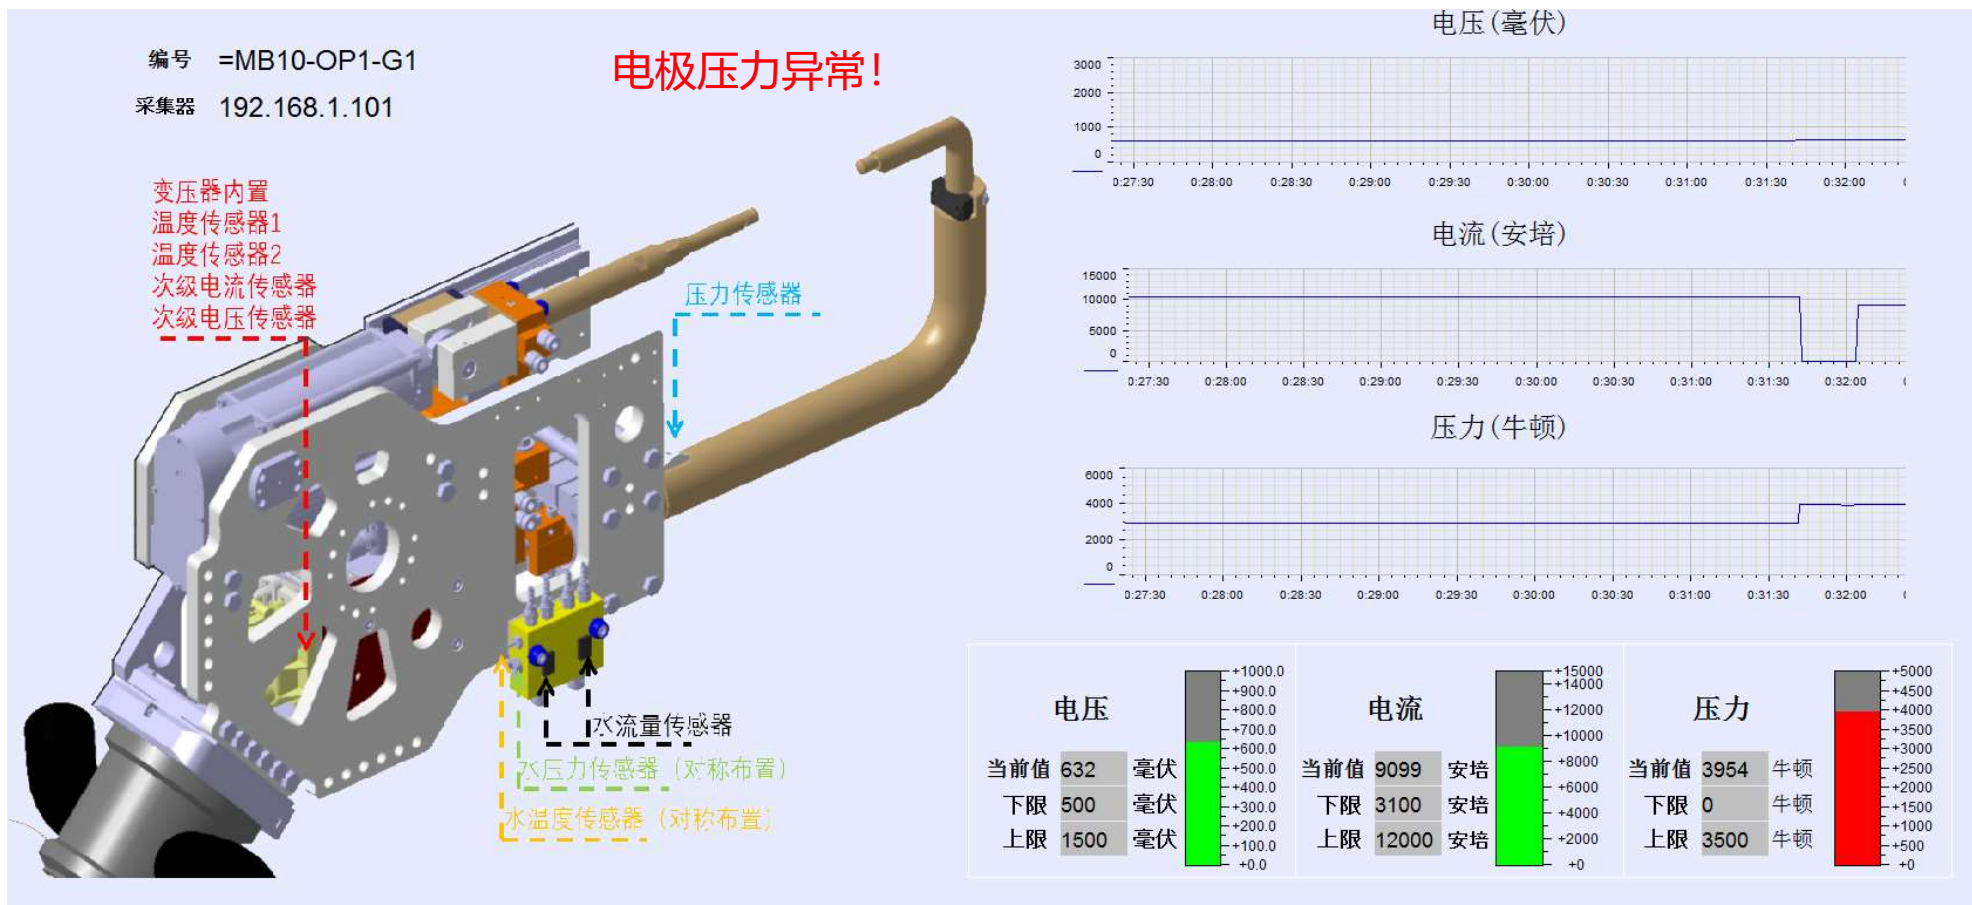 编号 =MB10-OP1-G1
采集器 192.168.1.101
电极压力异常！
变压器内置
温度传感器1
温度传感器2
次级电流传感器
次级电压传感器
压力传感器
水流量传感器
水压力传感器（对称布置）
水温度传感器（对称布置）
电压(毫伏)
3000
2000
1000
0
0:27:30 0:28:00 0:28:30 0:29:00 0:29:30 0:30:00 0:30:30 0:31:00 0:31:30 0:32:00
电流(安培)
15000
10000
5000
0
0:27:30 0:28:00 0:28:30 0:29:00 0:29:30 0:30:00 0:30:30 0:31:00 0:31:30 0:32:00
压力(牛顿)
6000
4000
2000
0
0:27:30 0:28:00 0:28:30 0:29:00 0:29:30 0:30:00 0:30:30 0:31:00 0:31:30 0:32:00
电压
当前值 632 毫伏
下限 500 毫伏
上限 1500 毫伏
+1000.0
+900.0
+800.0
+700.0
+600.0
+500.0
+400.0
+300.0
+200.0
+100.0
+0.0
电流
当前值 9099 安培
下限 3100 安培
上限 12000 安培
+15000
+14000
+12000
+10000
+8000
+6000
+4000
+2000
+0
压力
当前值 3954 牛顿
下限 0 牛顿
上限 3500 牛顿
+5000
+4500
+4000
+3500
+3000
+2500
+2000
+1500
+1000
+500
+0